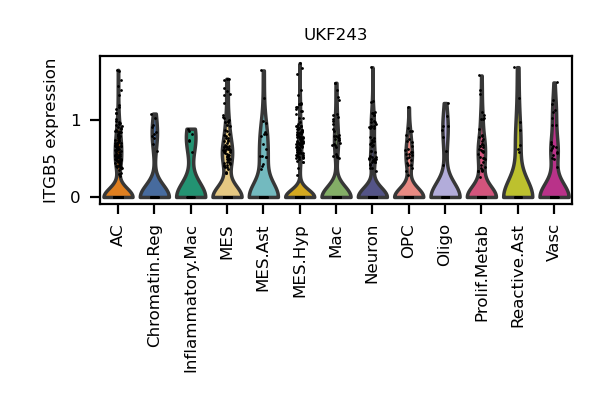 UKF243
ITGB5 expression
1
0
AC
Chromatin.Reg
Inflammatory.Mac
MES
MES.Ast
MES.Hyp
Mac
Neuron
OPC
Oligo
Prolif.Metab
Reactive.Ast
Vasc